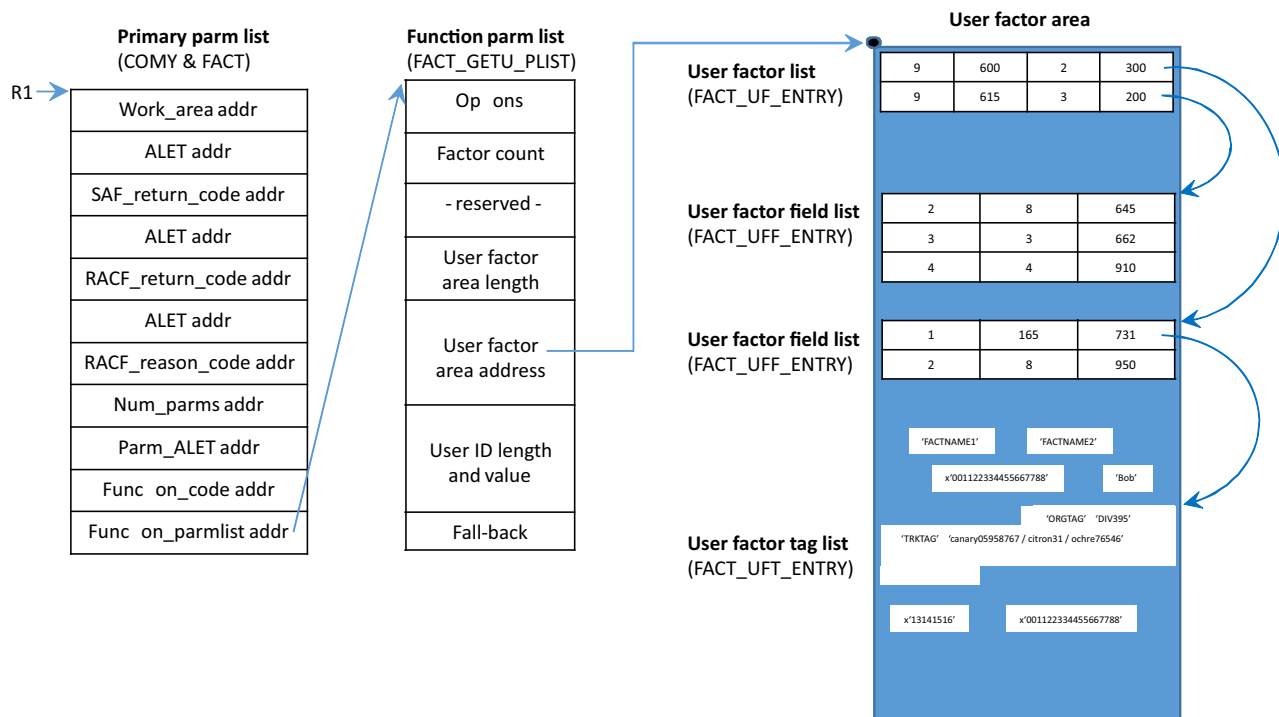 Primary parm list
(COMY & FACT)
R1
Work_area addr
ALET addr
SAF_return_code addr
ALET addr
RACF_return_code addr
ALET addr
RACF_reason_code addr
Num_parms addr
Parm_ALET addr
Func on_code addr
Func on_parmlist addr
Function parm list
(FACT_GETU_PLIST)
Op ons
Factor count
- reserved -
User factor
area length
User factor
area address
User ID length
and value
Fall-back
User factor area
User factor list
(FACT_UF_ENTRY)
9 600 2 300
9 615 3 200
User factor field list
(FACT_UFF_ENTRY)
2 8 645
3 3 662
4 4 910
User factor field list
(FACT_UFF_ENTRY)
1 165 731
2 8 950
‘FACTNAME1’ ‘FACTNAME2’
x‘001122334455667788’ ‘Bob’
User factor tag list
(FACT_UFT_ENTRY)
‘ORGTAG’ ‘DIV395’
‘TRKTAG’ ‘canary05958767 / citron31 / ochre76546’
x‘13141516’ x‘001122334455667788’